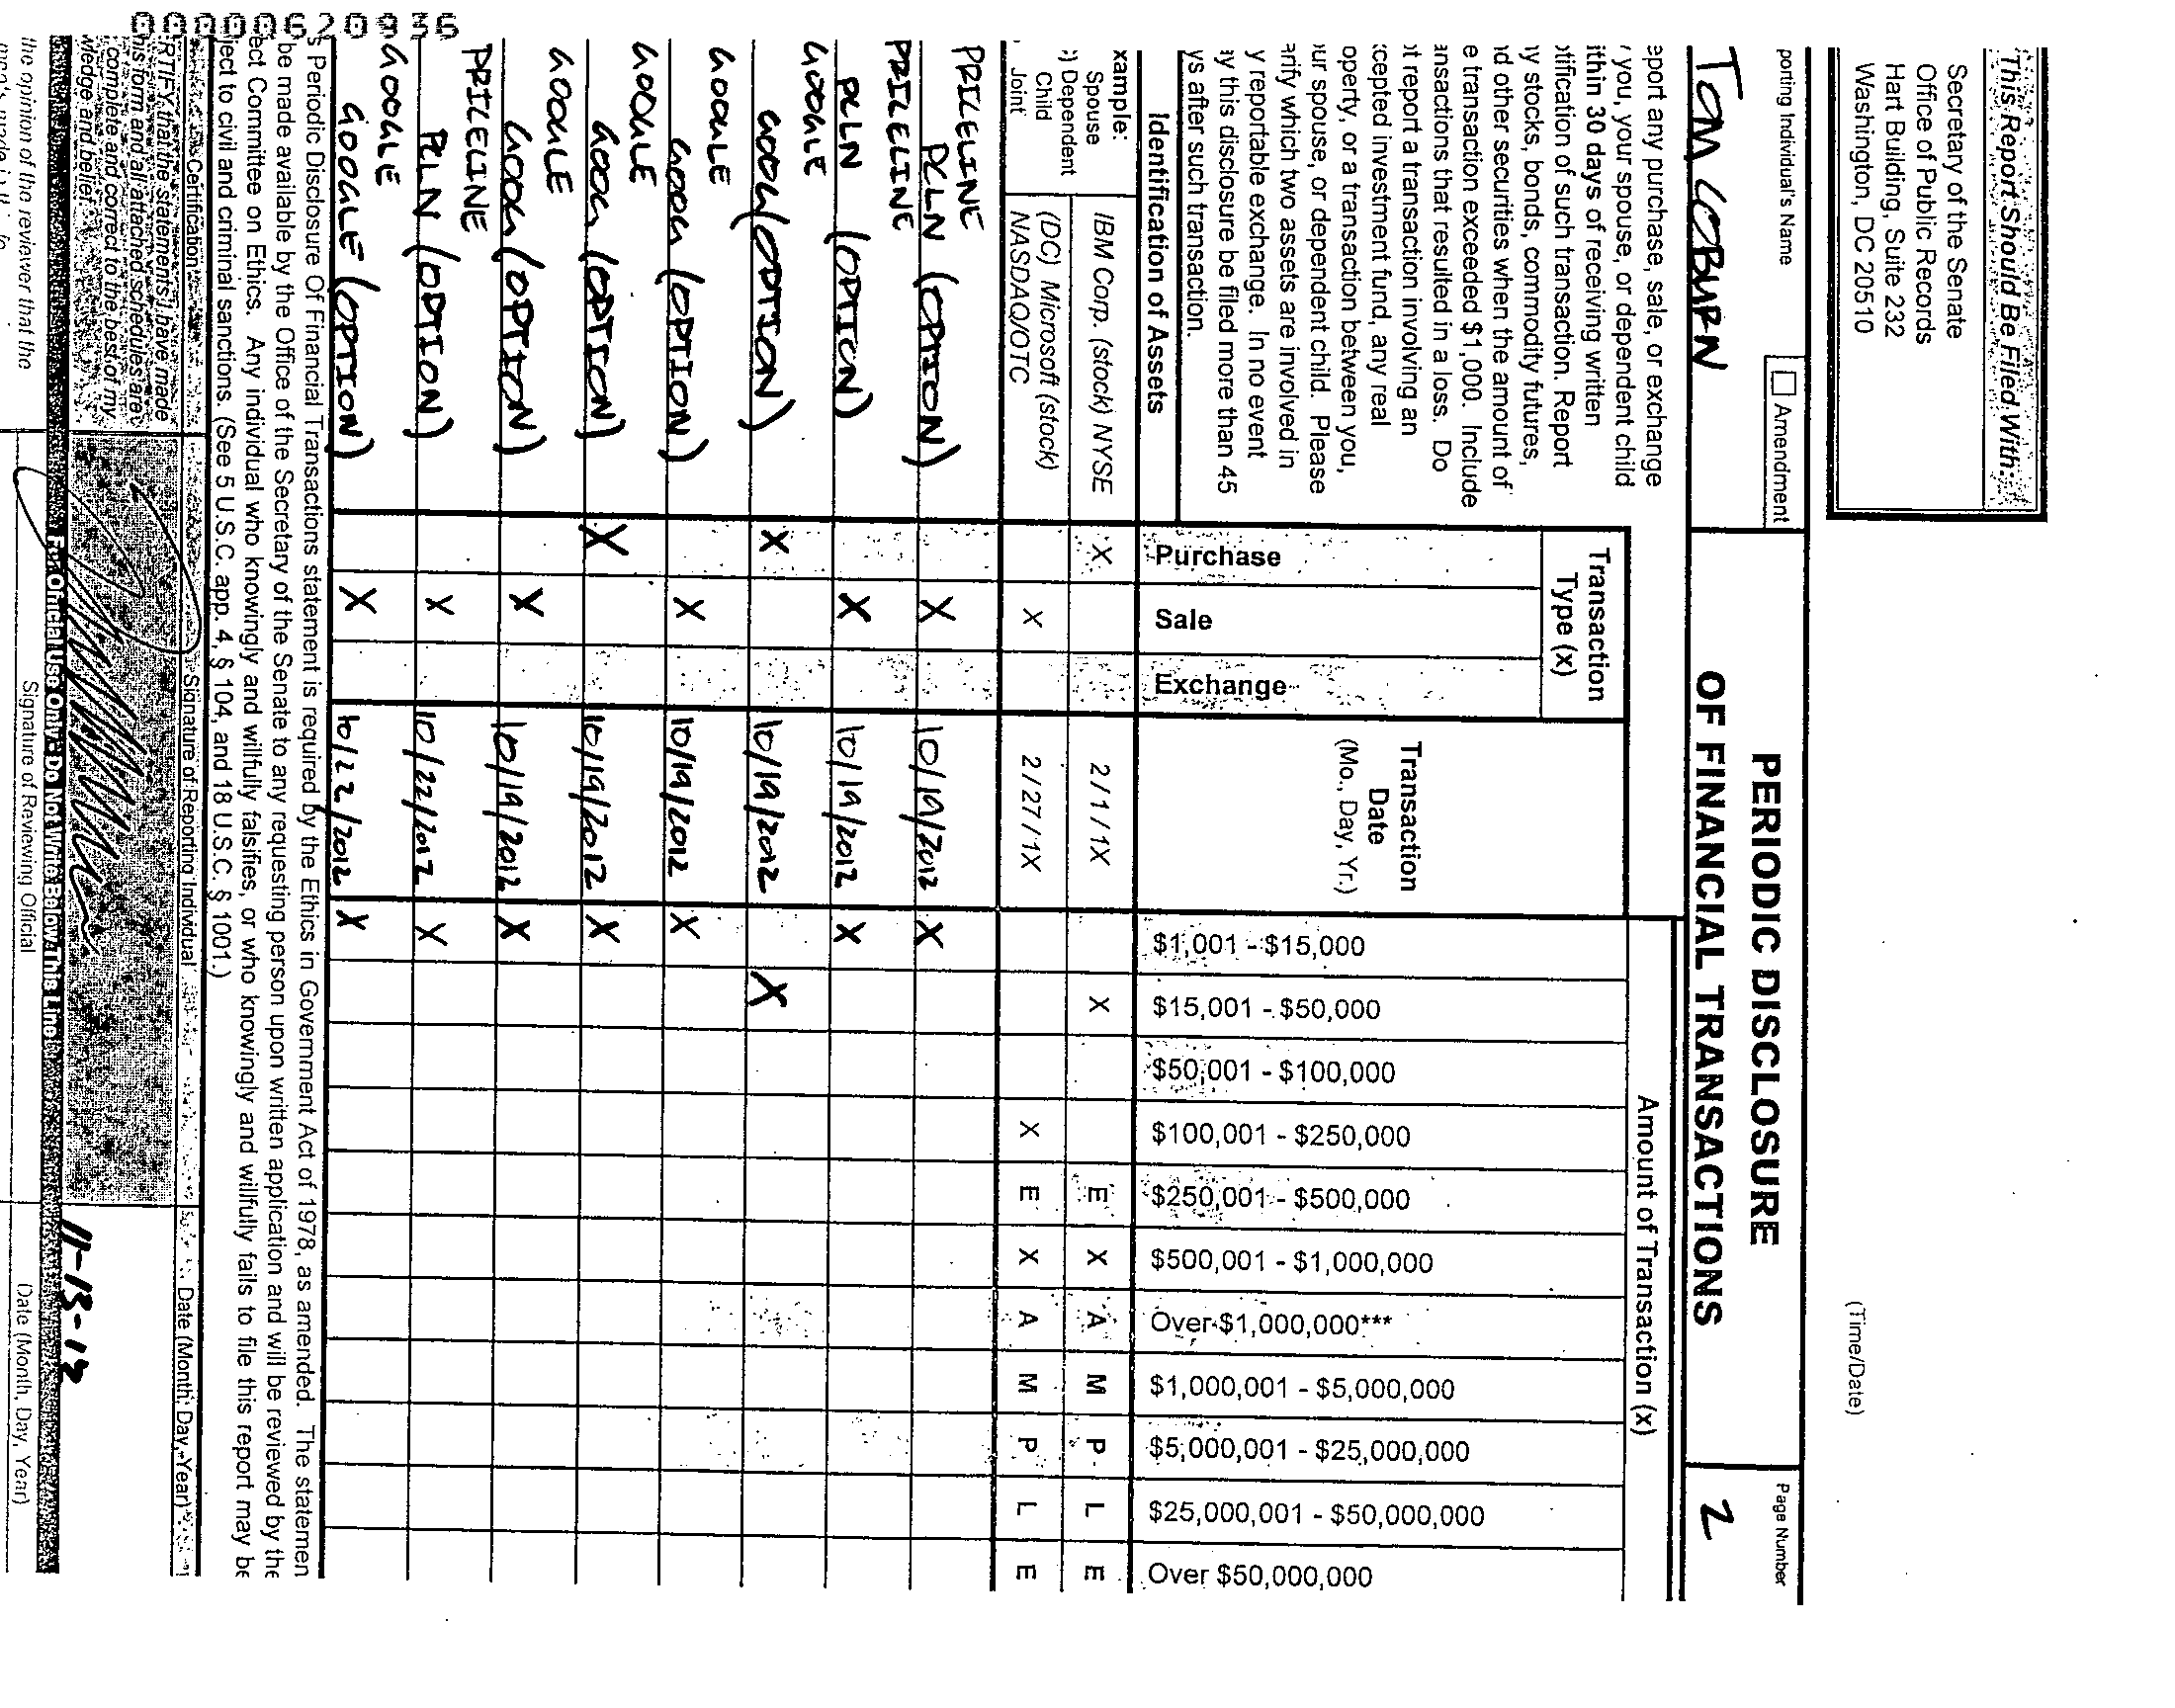 This Report Should Be Filed With:
Secretary of the Senate
Office of Public Records
Hart Building, Suite 232
Washington, DC 20510
(Time/Date)
porting Individual's Name
Amendment
PERIODIC DISCLOSURE
OF FINANCIAL TRANSACTIONS
Page Number
TOM COBURN
2
eport any purchase, sale, or exchange
you, your spouse, or dependent child
ithin 30 days of receiving written
otification of such transaction. Report
ny stocks, bonds, commodity futures,
nd other securities when the amount of
e transaction exceeded $1,000. Include
ansactions that resulted in a loss. Do
ot report a transaction involving an
xcepted investment fund, any real
operty, or a transaction between you,
our spouse, or dependent child. Please
arify which two assets are involved in
y reportable exchange. In no event
ay this disclosure be filed more than 45
ys after such transaction.
Identification of Assets
Transaction
Type (x)
Purchase
Sale
Exchange
Transaction
Date
(Mo., Day, Yr.)
Amount of Transaction (x)
$1,001 - $15,000
$15,001 - $50,000
$50,001 - $100,000
$100,001 - $250,000
$250,001 - $500,000
$500,001 - $1,000,000
Over $1,000,000***
$1,000,001 - $5,000,000
$5,000,001 - $25,000,000
$25,000,001 - $50,000,000
Over $50,000,000
xample:
Spouse IBM Corp. (stock) NYSE X 2/1/1X X E X A M P L E
) Dependent
Child (DC) Microsoft (stock)
Joint NASDAQ/OTC X 2/27/1X X E X A M P L E
PRICELINE
PCLN (OPTION) X 10/19/2012 X
PRICELINE
PCLN (OPTION) X 10/19/2012 X
GOOGLE
GOOG (OPTION) X 10/19/2012 X
GOOGLE
GOOG (OPTION) X 10/19/2012 X
GOOGLE
GOOG (OPTION) X 10/19/2012 X
GOOGLE
GOOG (OPTION) X 10/19/2012 X
PRICELINE
PCLN (OPTION) X 10/22/2012 X
GOOGLE
GOOGLE (OPTION) X 10/22/2012 X
s Periodic Disclosure Of Financial Transactions statement is required by the Ethics in Government Act of 1978, as amended. The statemen
be made available by the Office of the Secretary of the Senate to any requesting person upon written application and will be reviewed by the
ect Committee on Ethics. Any individual who knowingly and willfully falsifies, or who knowingly and willfully fails to file this report may be
ject to civil and criminal sanctions. (See 5 U.S.C. app. 4, § 104, and 18 U.S.C. § 1001.)
Certification
Signature of Reporting Individual
Date (Month, Day, Year)
RTIFY that the statements I have made
his form and all attached schedules are
complete and correct to the best of my
wledge and belief
11-13-12
For Official Use Only - Do Not Write Below This Line
the opinion of the reviewer that the
Signature of Reviewing Official
Date (Month, Day, Year)
00000620936